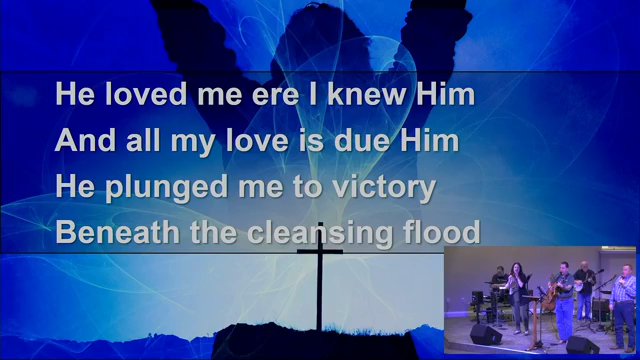 He loved me ere I knew Him
And all my love is due Him
He plunged me to victory
Beneath the cleansing flood